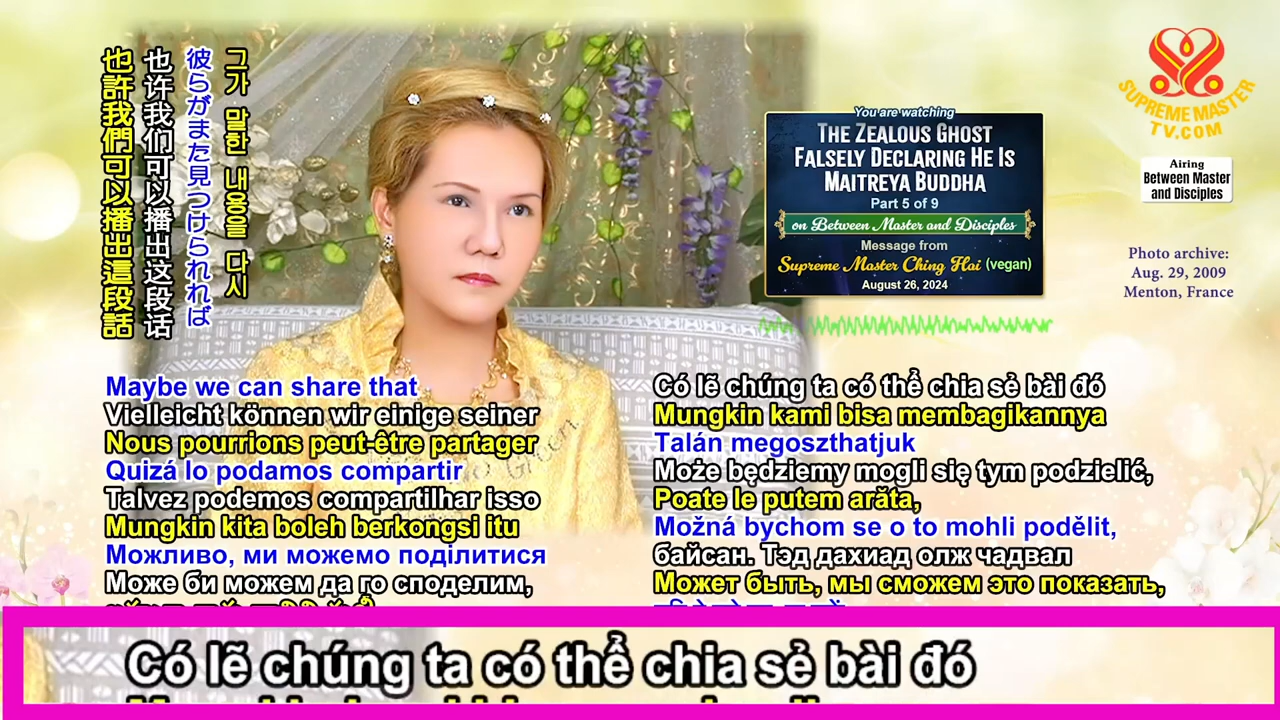 也許我們可以播出這段話
也许我们可以播出这段话
彼らがまた見つけられれば
그가 말한 내용을 다시
SUPREME MASTER
TV.COM
You are watching
THE ZEALOUS GHOST
FALSELY DECLARING HE IS
MAITREYA BUDDHA
Part 5 of 9
on Between Master and Disciples
Message from
Supreme Master Ching Hai (vegan)
August 26, 2024
Airing
Between Master
and Disciples
Photo archive:
Aug. 29, 2009
Menton, France
Maybe we can share that
Vielleicht können wir einige seiner
Nous pourrions peut-être partager
Quizá lo podamos compartir
Talvez podemos compartilhar isso
Mungkin kita boleh berkongsi itu
Можливо, ми можемо поділитися
Може би можем да го споделим,
Có lẽ chúng ta có thể chia sẻ bài đó
Mungkin kami bisa membagikannya
Talán megoszthatjuk
Może będziemy mogli się tym podzielić,
Poate le putem arăta,
Možná bychom se o to mohli podělit,
байсан. Тэд дахиад олж чадвал
Может быть, мы сможем это показать,
Có lẽ chúng ta có thể chia sẻ bài đó